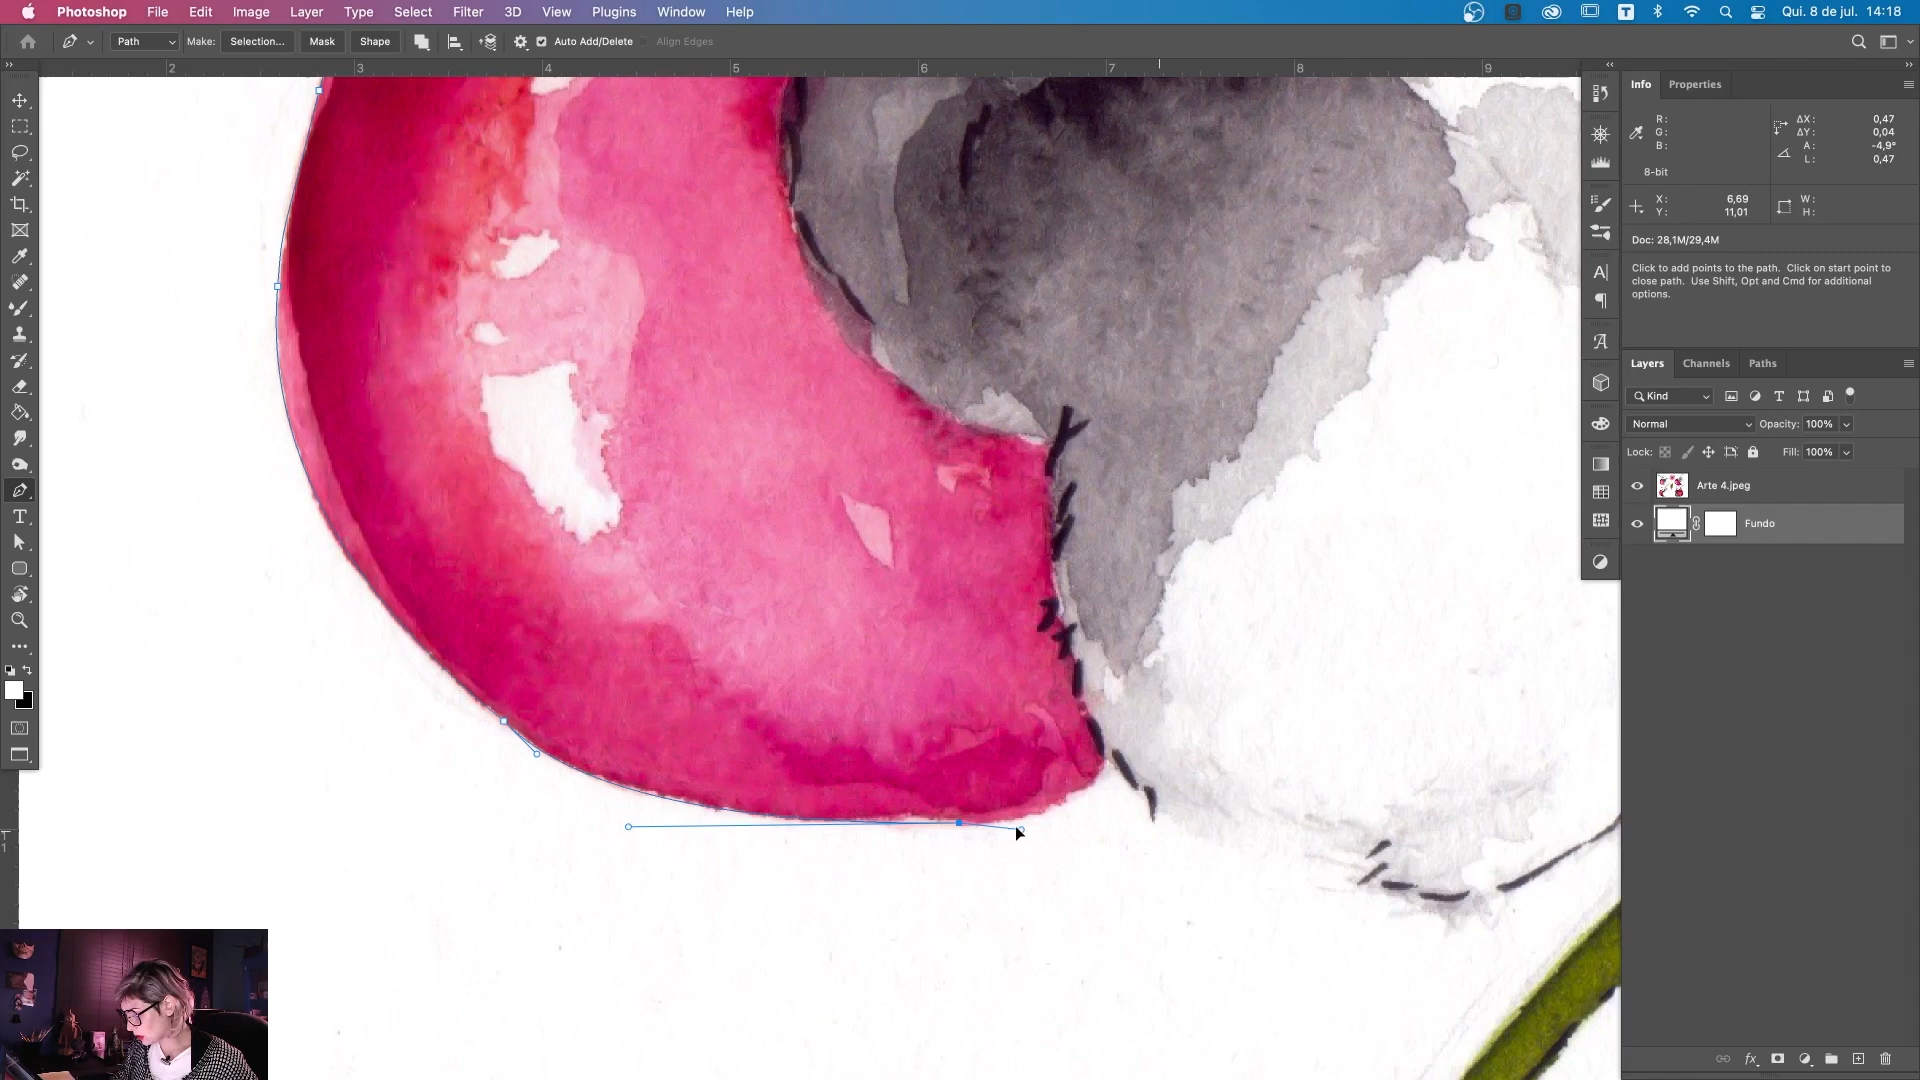 Photoshop File Edit Image Layer Type Select Filter 3D View Plugins Window Help Qui. 8 de jul. 14:18
Path Make: Selection... Mask Shape Auto Add/Delete Align Edges
2 3 4 5 6 7 8 9
Info Properties
R: ΔX: 0,47
G: ΔY: 0,04
B: A: -4,9°
L: 0,47
8-bit
X: 6,69 W:
Y: 11,01 H:
Doc: 28,1M/29,4M
Click to add points to the path. Click on start point to
close path. Use Shift, Opt and Cmd for additional
options.
Layers Channels Paths
Kind
Normal Opacity: 100%
Lock: Fill: 100%
Arte 4.jpeg
Fundo
1
1